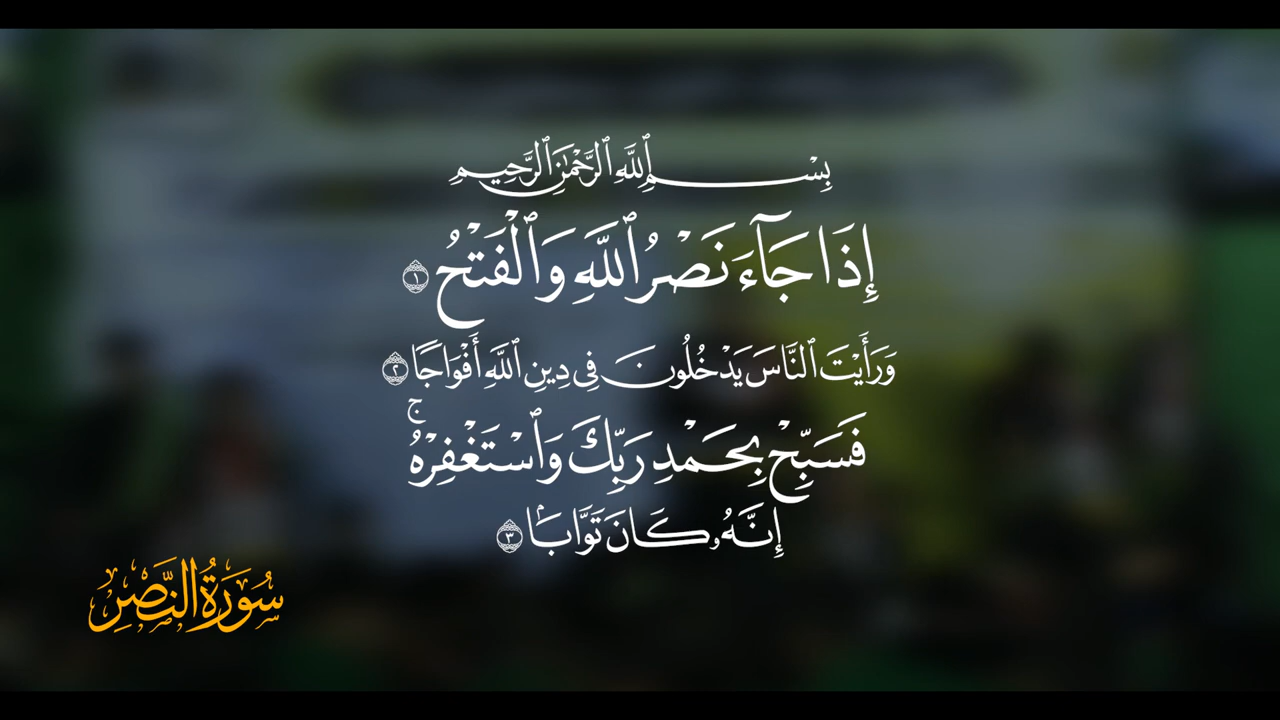 بِسْمِ ٱللَّهِ ٱلرَّحْمَٰنِ ٱلرَّحِيمِ
إِذَا جَآءَ نَصْرُ ٱللَّهِ وَٱلْفَتْحُ ١
وَرَأَيْتَ ٱلنَّاسَ يَدْخُلُونَ فِى دِينِ ٱللَّهِ أَفْوَاجًا ٢
فَسَبِّحْ بِحَمْدِ رَبِّكَ وَٱسْتَغْفِرْهُ ۚ
إِنَّهُۥ كَانَ تَوَّابًۢا ٣
سُورَةُ النَّصْرِ